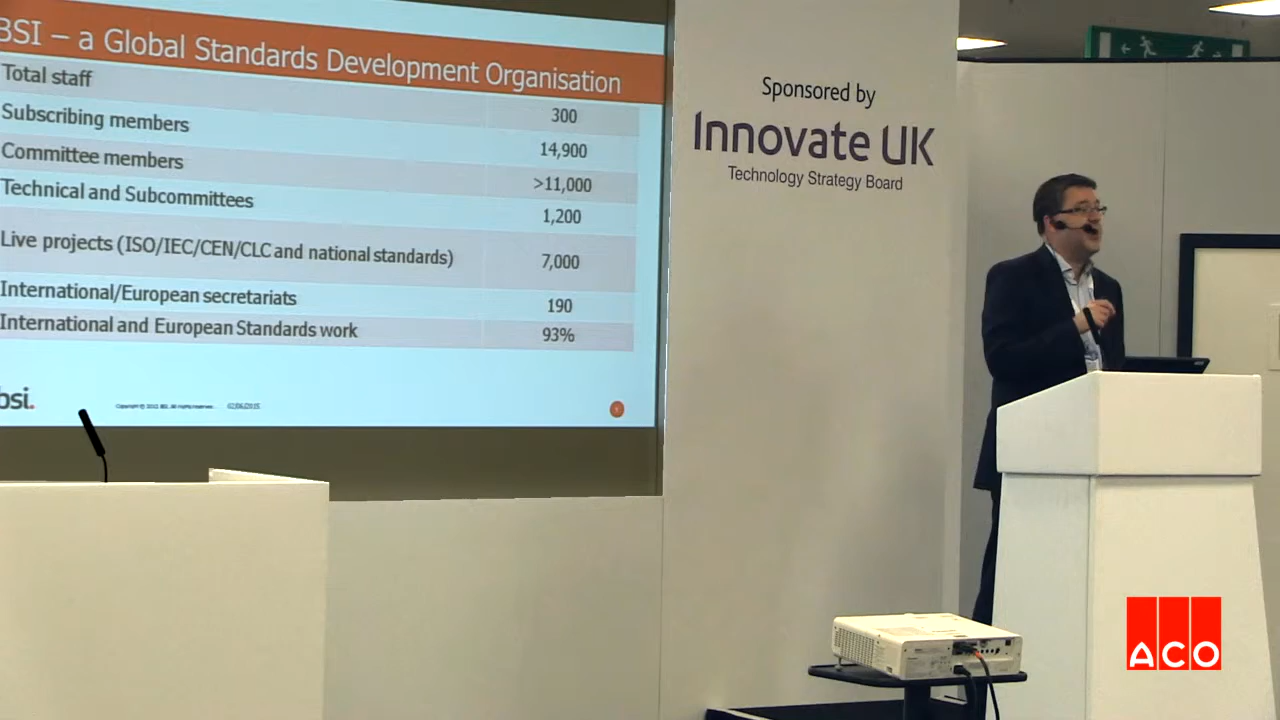 BSI – a Global Standards Development Organisation
Total staff 300
Subscribing members 14,900
Committee members >11,000
Technical and Subcommittees 1,200
Live projects (ISO/IEC/CEN/CLC and national standards) 7,000
International/European secretariats 190
International and European Standards work 93%
bsi.
Sponsored by
Innovate UK
Technology Strategy Board
ACO